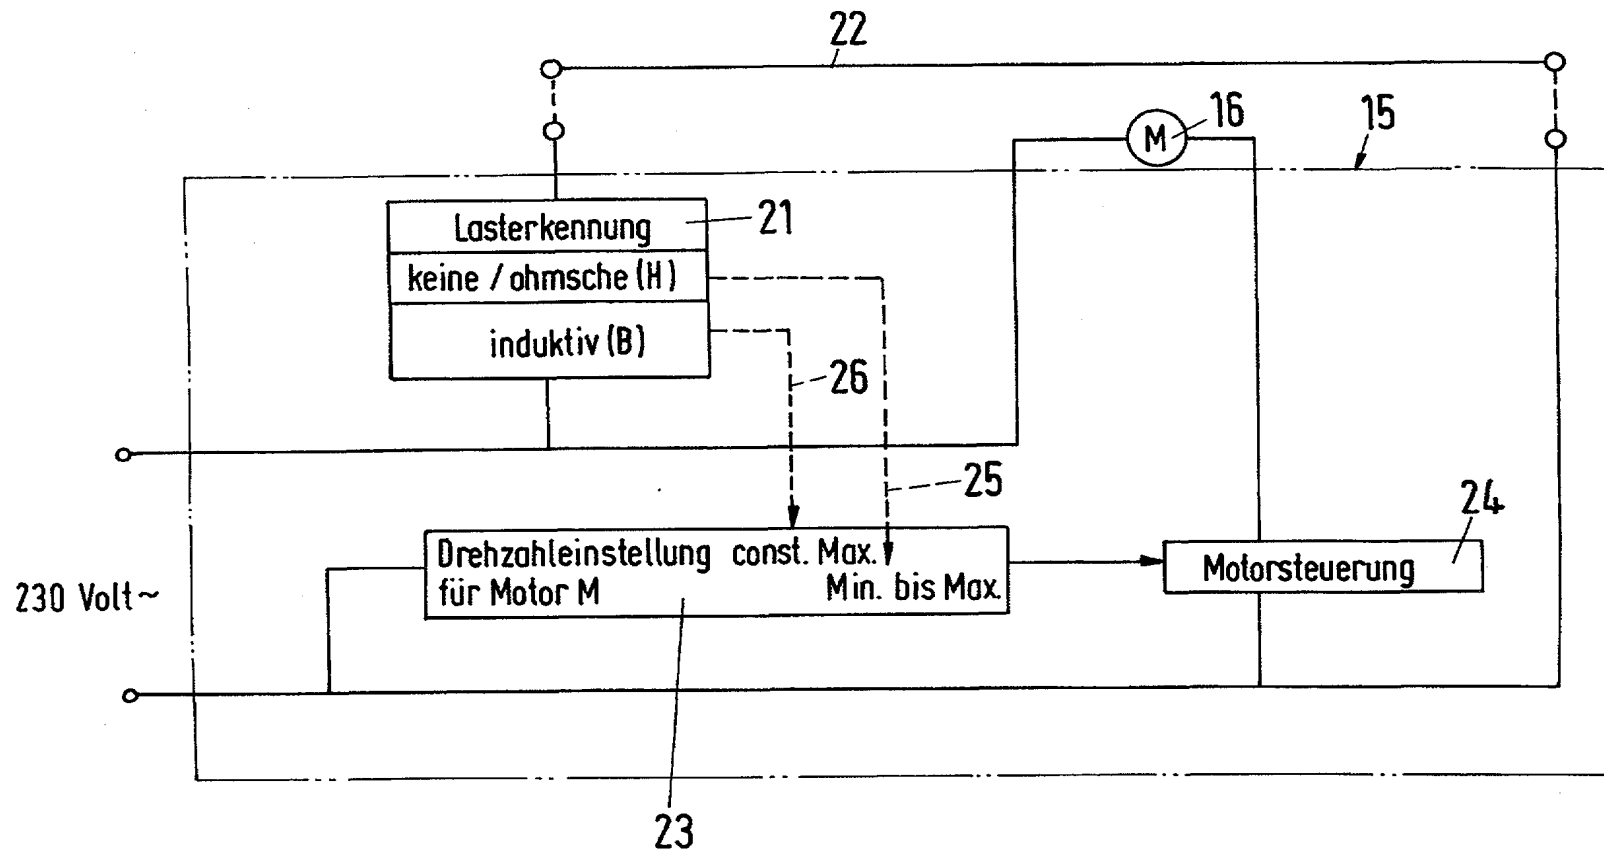 22
16
15
Lasterkennung
21
keine / ohmsche (H)
induktiv (B)
26
25
24
Drehzahleinstellung const. Max.
für Motor M Min. bis Max.
Motorsteuerung
230 Volt ~
23
M